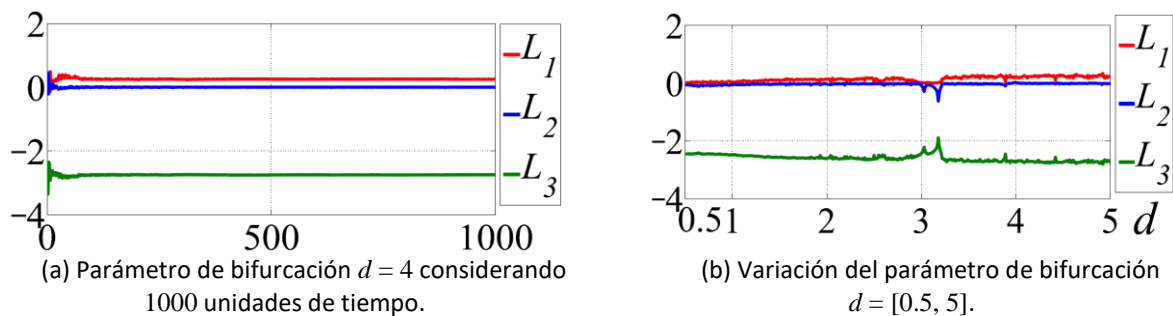 2
0
−2
−4
0
500
1000
L1
L2
L3
(a) Parámetro de bifurcación d = 4 considerando
1000 unidades de tiempo.
2
0
−2
−4
0.51
2
3
4
5
d
L1
L2
L3
(b) Variación del parámetro de bifurcación
d = [0.5, 5].